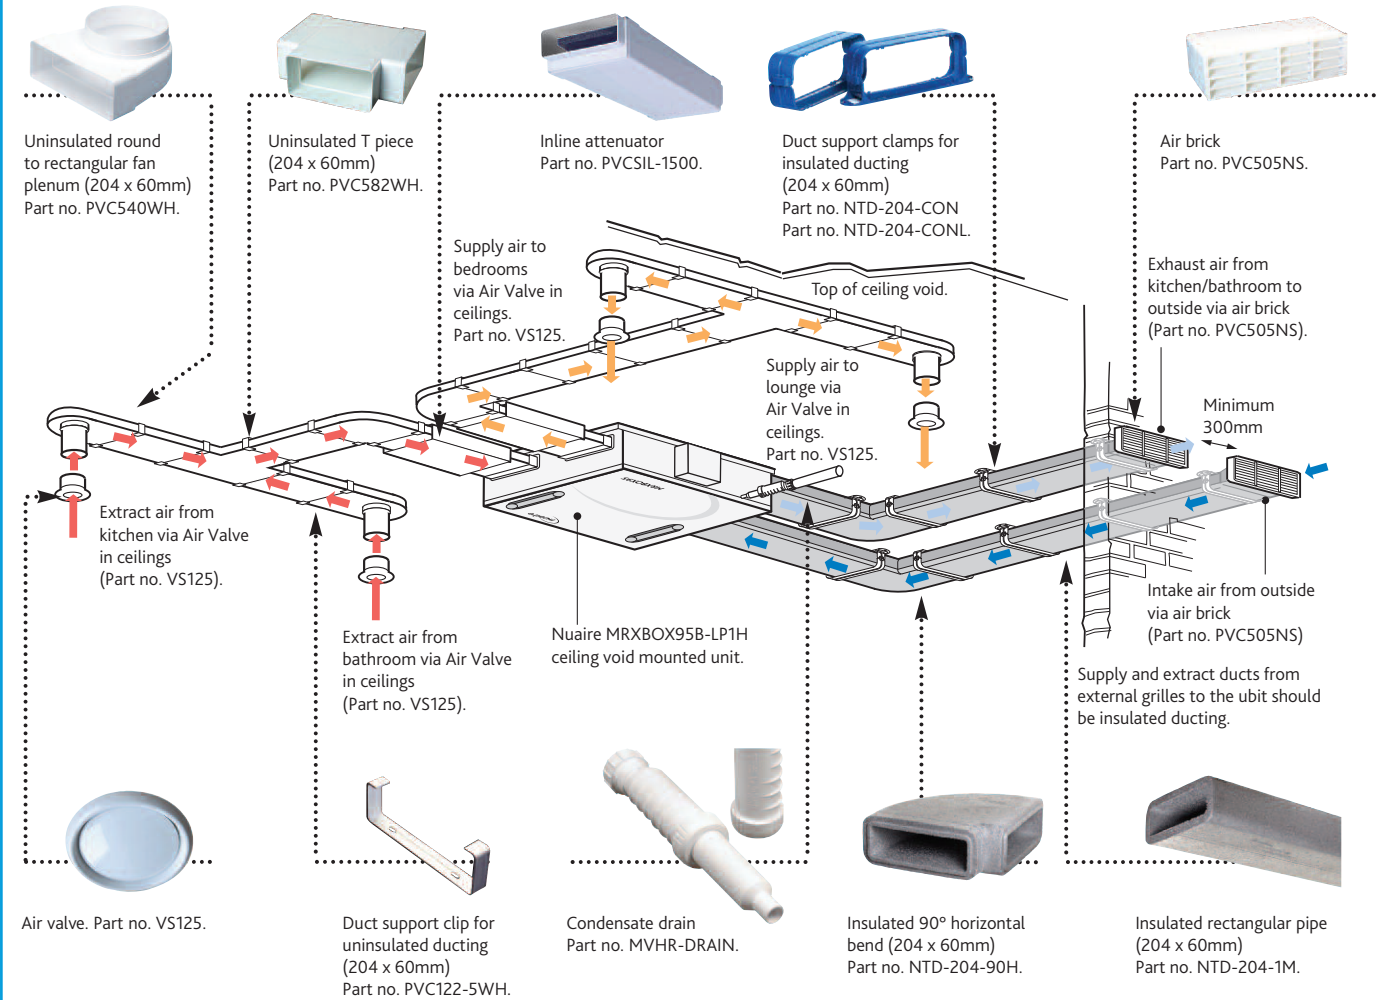 Uninsulated round
to rectangular fan
plenum (204 x 60mm)
Part no. PVC540WH.
Uninsulated T piece
(204 x 60mm)
Part no. PVC582WH.
Inline attenuator
Part no. PVCSIL-1500.
Duct support clamps for
insulated ducting
(204 x 60mm)
Part no. NTD-204-CON
Part no. NTD-204-CONL.
Air brick
Part no. PVC505NS.
Supply air to
bedrooms
via Air Valve in
ceilings.
Part no. VS125.
Top of ceiling void.
Exhaust air from
kitchen/bathroom to
outside via air brick
(Part no. PVC505NS).
Supply air to
lounge via
Air Valve in
ceilings.
Part no. VS125.
Minimum
300mm
Extract air from
kitchen via Air Valve
in ceilings
(Part no. VS125).
Extract air from
bathroom via Air Valve
in ceilings
(Part no. VS125).
Nuaire MRXBOX95B-LP1H
ceiling void mounted unit.
Intake air from outside
via air brick
(Part no. PVC505NS)
Supply and extract ducts from
external grilles to the ubit should
be insulated ducting.
Air valve. Part no. VS125.
Duct support clip for
uninsulated ducting
(204 x 60mm)
Part no. PVC122-5WH.
Condensate drain
Part no. MVHR-DRAIN.
Insulated 90º horizontal
bend (204 x 60mm)
Part no. NTD-204-90H.
Insulated rectangular pipe
(204 x 60mm)
Part no. NTD-204-1M.